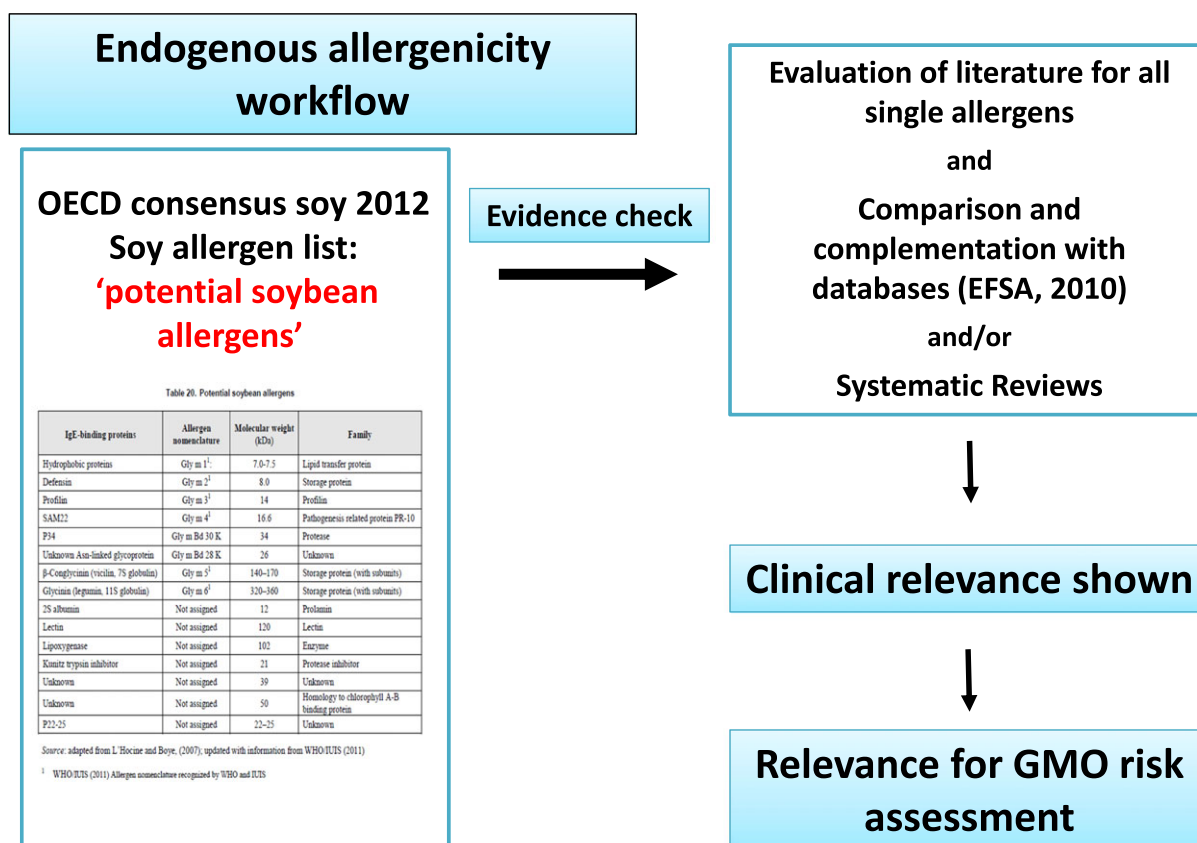 Endogenous allergenicity
workflow
OECD consensus soy 2012
Soy allergen list:
‘potential soybean
allergens’
Table 20. Potential soybean allergens
IgE-binding proteins Allergen nomenclature Molecular weight (kDa) Family
Hydrophobic proteins Gly m 1¹: 7.0-7.5 Lipid transfer protein
Defensin Gly m 2¹ 8.0 Storage protein
Profilin Gly m 3¹ 14 Profilin
SAM22 Gly m 4¹ 16.6 Pathogenesis related protein PR-10
P34 Gly m Bd 30 K 34 Protease
Unknown Asn-linked glycoprotein Gly m Bd 28 K 26 Unknown
β-Conglycinin (vicilin, 7S globulin) Gly m 5¹ 140–170 Storage protein (with subunits)
Glycinin (legumin, 11S globulin) Gly m 6¹ 320–360 Storage protein (with subunits)
2S albumin Not assigned 12 Prolamin
Lectin Not assigned 120 Lectin
Lipoxygenase Not assigned 102 Enzyme
Kunitz trypsin inhibitor Not assigned 21 Protease inhibitor
Unknown Not assigned 39 Unknown
Unknown Not assigned 50 Homology to chlorophyll A-B binding protein
P22-25 Not assigned 22–25 Unknown
Source: adapted from L'Hocine and Boye, (2007); updated with information from WHO/IUIS (2011)
¹ WHO/IUIS (2011) Allergen nomenclature recognized by WHO and IUIS
Evidence check
Evaluation of literature for all
single allergens
and
Comparison and
complementation with
databases (EFSA, 2010)
and/or
Systematic Reviews
Clinical relevance shown
Relevance for GMO risk
assessment